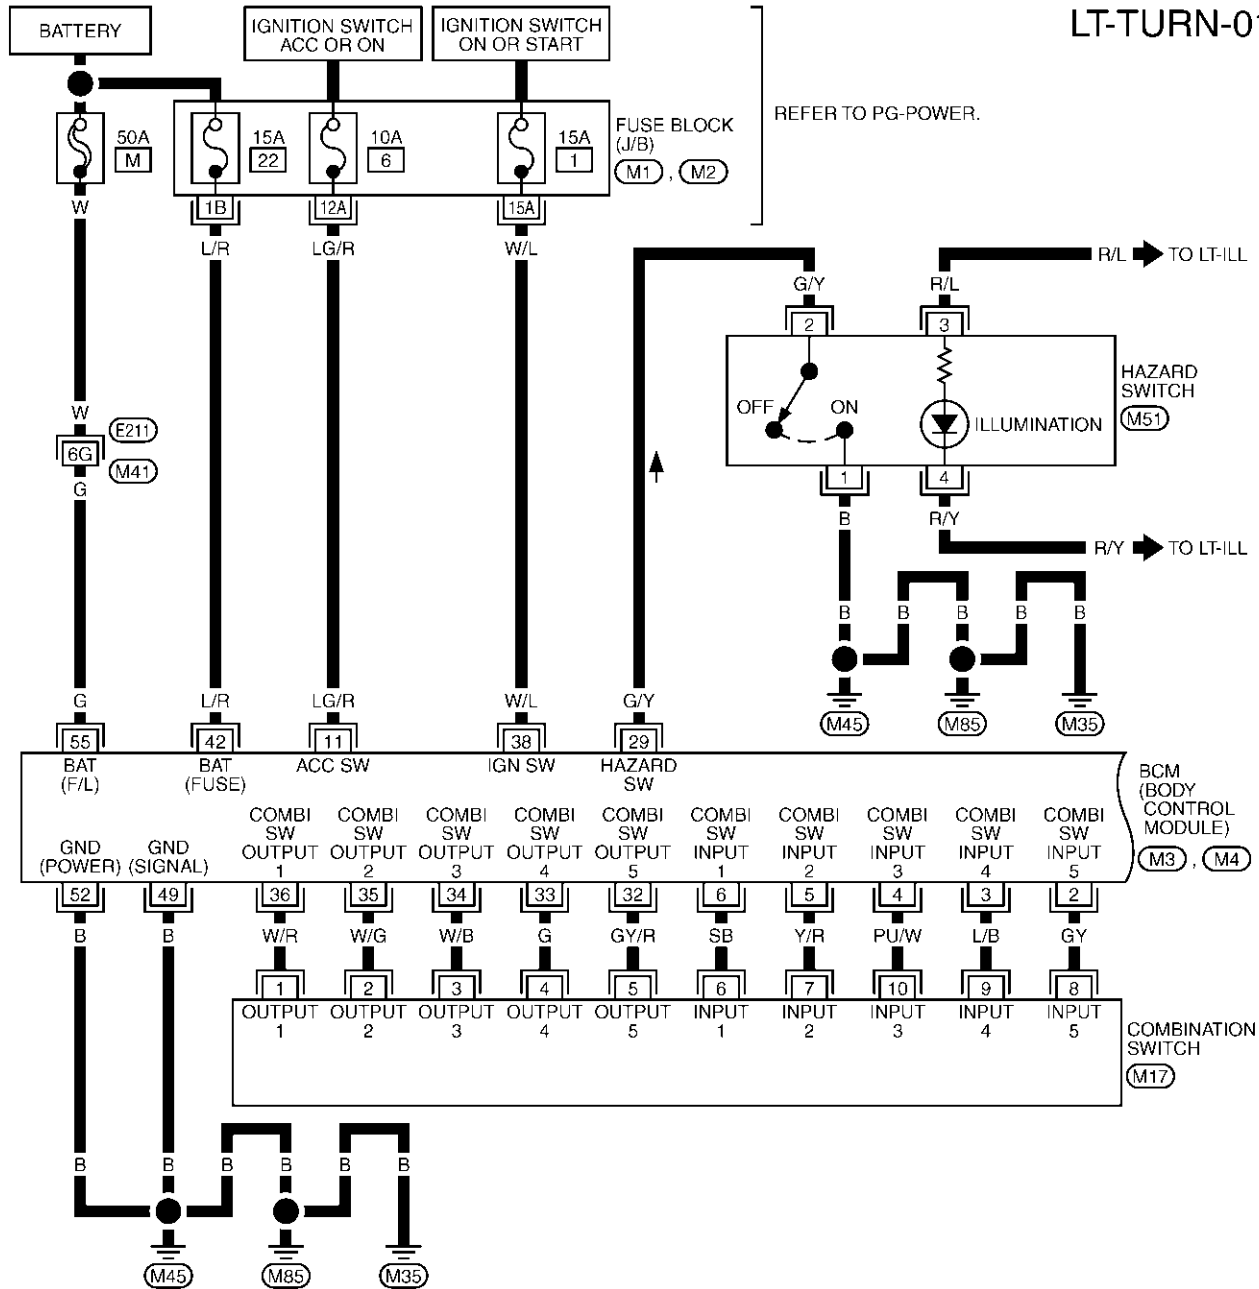 LT-TURN-01
BATTERY
IGNITION SWITCH
ACC OR ON
IGNITION SWITCH
ON OR START
REFER TO PG-POWER.
50A
M
15A
22
10A
6
15A
1
FUSE BLOCK
(J/B)
M1 , M2
1B
12A
15A
W
L/R
LG/R
W/L
G/Y
R/L
R/L
TO LT-ILL
2
3
HAZARD
SWITCH
M51
OFF
ON
ILLUMINATION
W
E211
6G
M41
G
1
4
B
R/Y
R/Y
TO LT-ILL
B
B
B
B
B
M45
M85
M35
G
L/R
LG/R
W/L
G/Y
55
42
11
38
29
BAT
(F/L)
BAT
(FUSE)
ACC SW
IGN SW
HAZARD
SW
BCM
(BODY
CONTROL
MODULE)
M3 , M4
GND
(POWER)
GND
(SIGNAL)
COMBI
SW
OUTPUT
1
COMBI
SW
OUTPUT
2
COMBI
SW
OUTPUT
3
COMBI
SW
OUTPUT
4
COMBI
SW
OUTPUT
5
COMBI
SW
INPUT
1
COMBI
SW
INPUT
2
COMBI
SW
INPUT
3
COMBI
SW
INPUT
4
COMBI
SW
INPUT
5
52
49
36
35
34
33
32
6
5
4
3
2
B
B
W/R
W/G
W/B
G
GY/R
SB
Y/R
PU/W
L/B
GY
1
2
3
4
5
6
7
10
9
8
OUTPUT
1
OUTPUT
2
OUTPUT
3
OUTPUT
4
OUTPUT
5
INPUT
1
INPUT
2
INPUT
3
INPUT
4
INPUT
5
COMBINATION
SWITCH
M17
B
B
B
B
B
B
M45
M85
M35